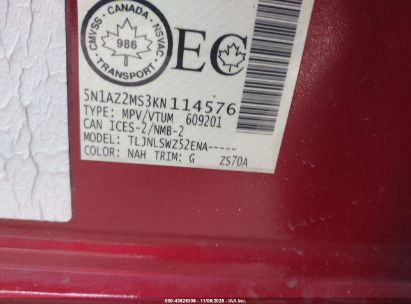 CMVSS - CANADA - NSVAC
986
TRANSPORT
EC
5N1AZ2MS3KN114576
TYPE: MPV/VTUM 609201
CAN ICES-2/NMB-2
MODEL: TLJNLSWZ52ENA-----
COLOR: NAH TRIM: G ZS70A